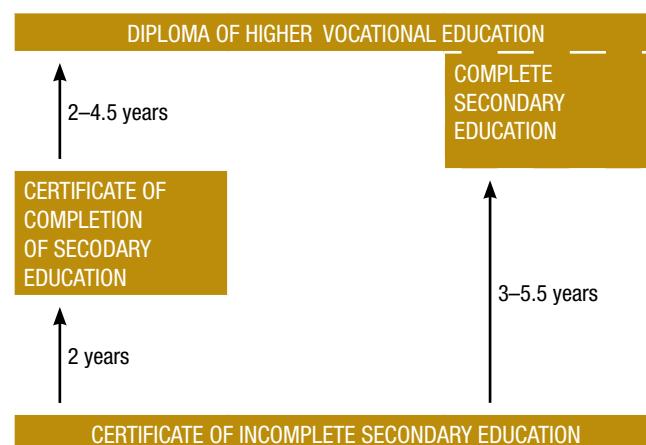 DIPLOMA OF HIGHER VOCATIONAL EDUCATION
COMPLETE
SECONDARY
EDUCATION
2–4.5 years
CERTIFICATE OF
COMPLETION
OF SECODARY
EDUCATION
3–5.5 years
2 years
CERTIFICATE OF INCOMPLETE SECONDARY EDUCATION